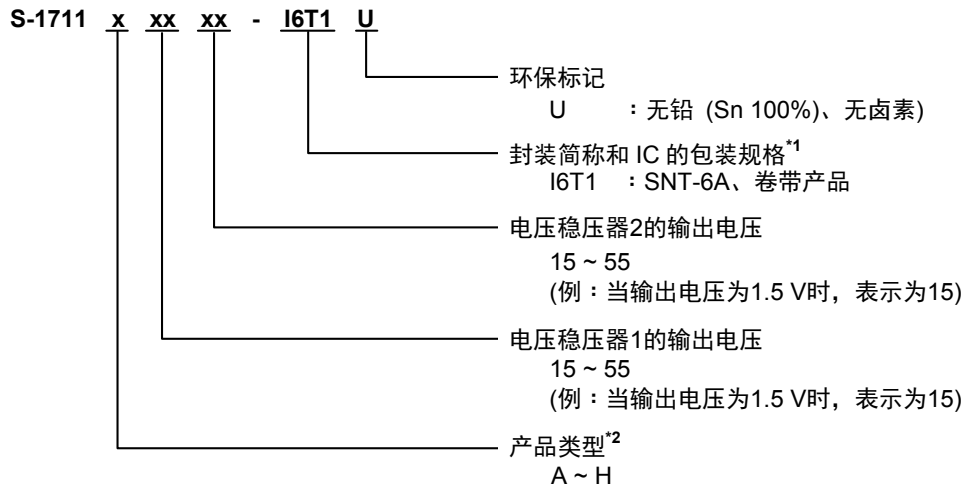 S-1711 x xx xx - I6T1 U
环保标记
U : 无铅 (Sn 100%)、无卤素)
封装简称和 IC 的包装规格*1
I6T1 : SNT-6A、卷带产品
电压稳压器2的输出电压
15 ~ 55
(例：当输出电压为1.5 V时，表示为15)
电压稳压器1的输出电压
15 ~ 55
(例：当输出电压为1.5 V时，表示为15)
产品类型*2
A ~ H